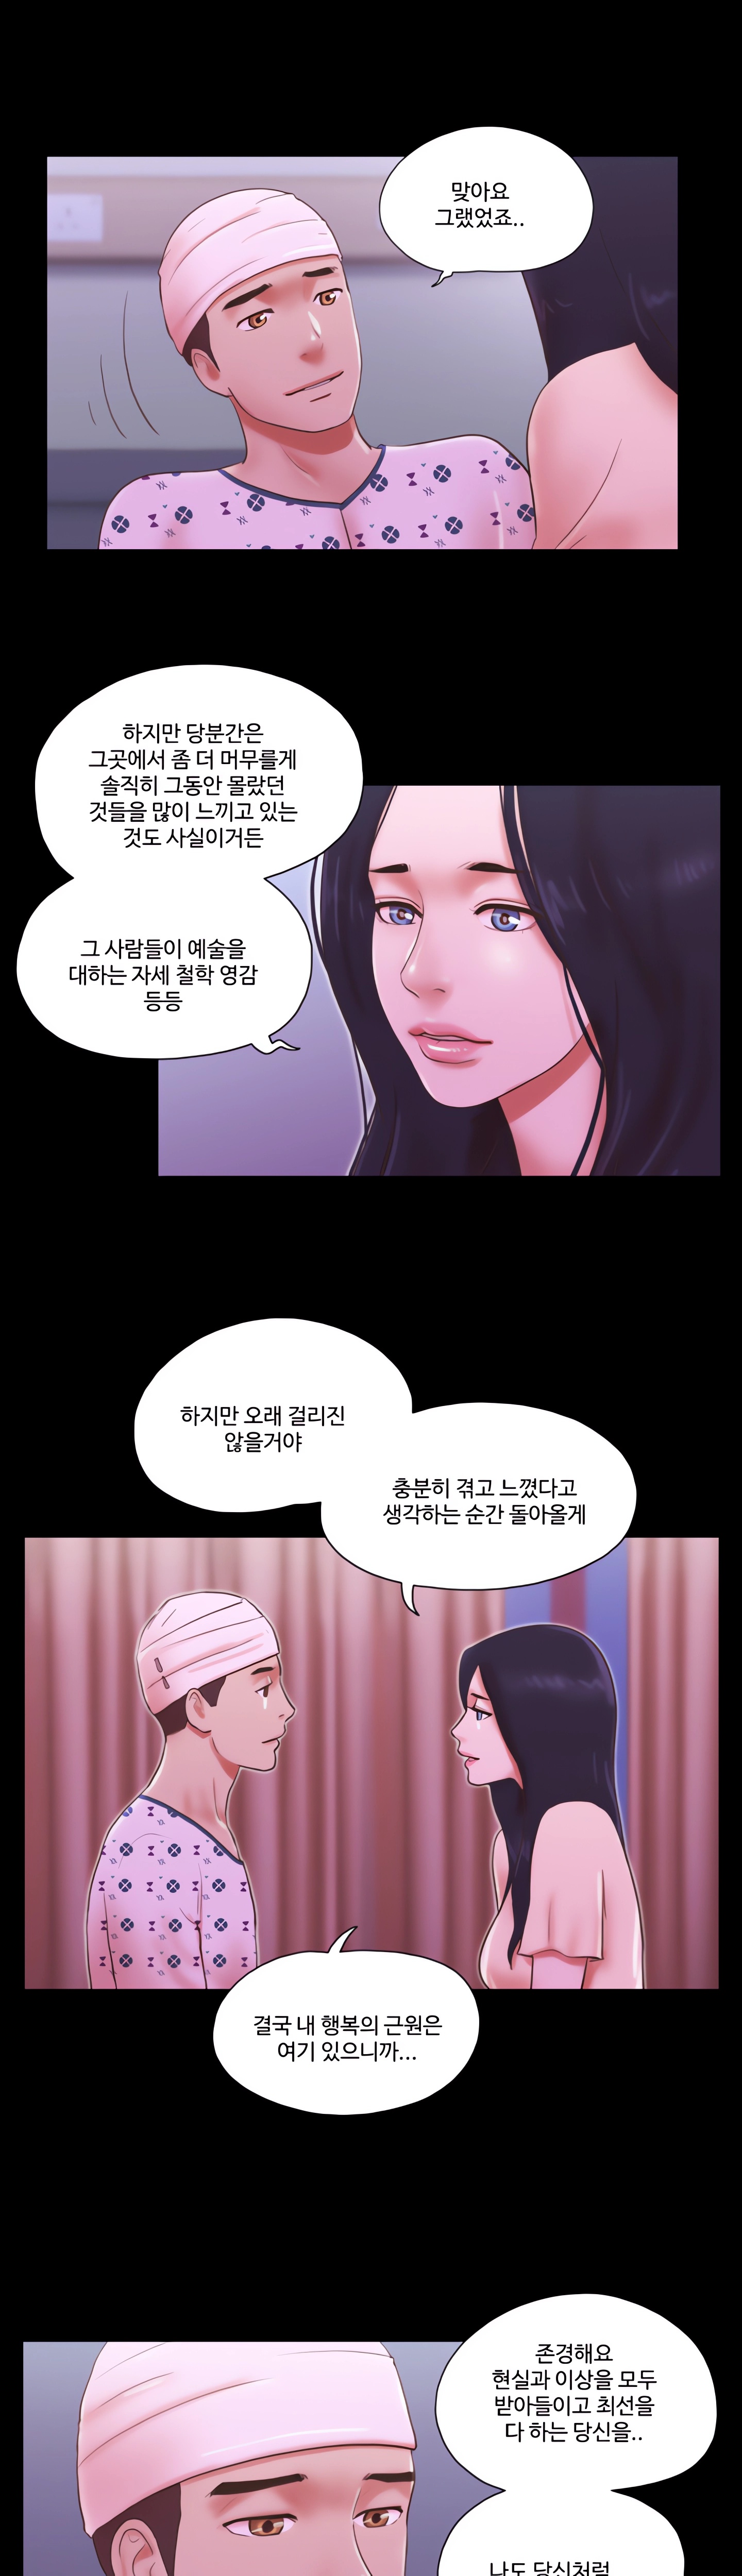 맞아요
그랬었죠..
하지만 당분간은
그곳에서 좀 더 머무를게
솔직히 그동안 몰랐던
것들을 많이 느끼고 있는
것도 사실이거든
그 사람들이 예술을
대하는 자세 철학 영감
등등
하지만 오래 걸리진
않을거야
충분히 겪고 느꼈다고
생각하는 순간 돌아올게
결국 내 행복의 근원은
여기 있으니까...
존경해요
현실과 이상을 모두
받아들이고 최선을
다 하는 당신을..
나도 당신처럼